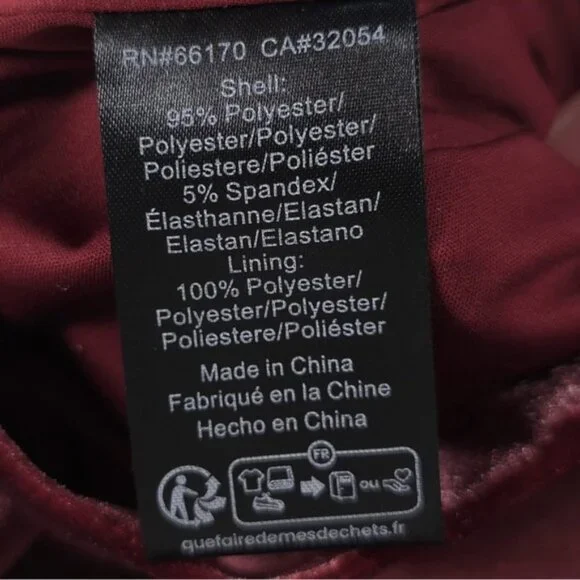 RN#66170 CA#32054
Shell:
95% Polyester/
Polyester/Polyester/
Poliestere/Poliéster
5% Spandex/
Élasthanne/Elastan/
Elastan/Elastano
Lining:
100% Polyester/
Polyester/Polyester/
Poliestere/Poliéster
Made in China
Fabriqué en la Chine
Hecho en China
FR
ou
quefairedemesdechets.fr